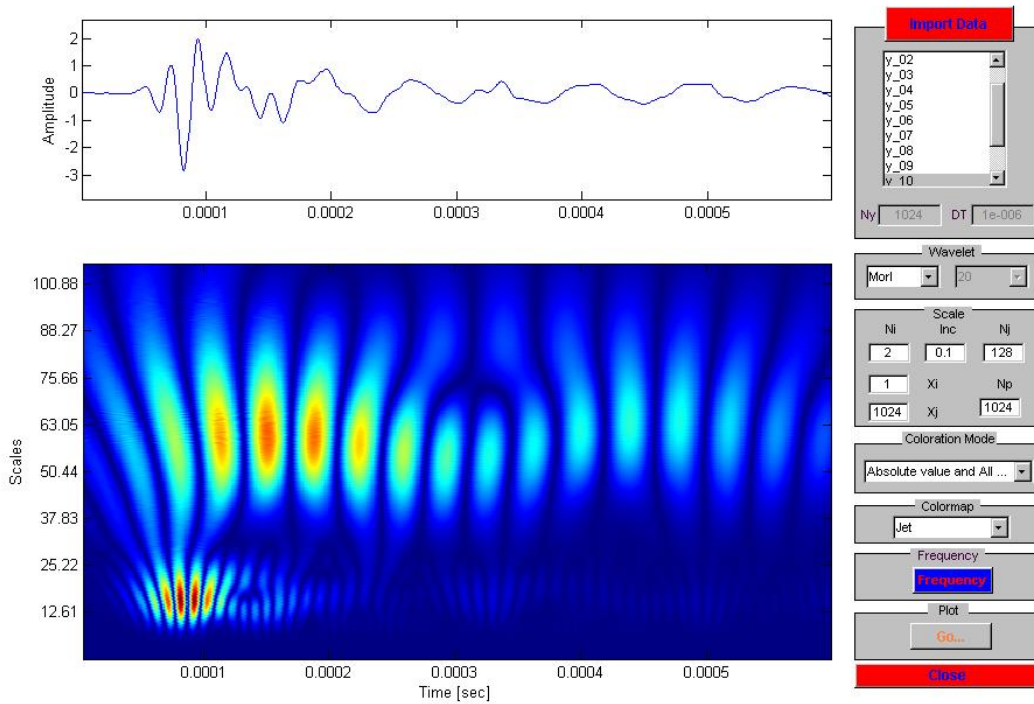 2
1
0
-1
-2
-3
Amplitude
0.0001
0.0002
0.0003
0.0004
0.0005
100.88
88.27
75.66
63.05
50.44
37.83
25.22
12.61
Scales
0.0001
0.0002
0.0003
0.0004
0.0005
Time [sec]
Import Data
y_02
y_03
y_04
y_05
y_06
y_07
y_08
y_09
y_10
Ny 1024 DT 1e-006
Wavelet
Morl 20
Scale
Ni Inc Nj
2 0.1 128
1 Xi Np
1024 Xj 1024
Coloration Mode
Absolute value and All ...
Colormap
Jet
Frequency
Frequency
Plot
Go...
Close